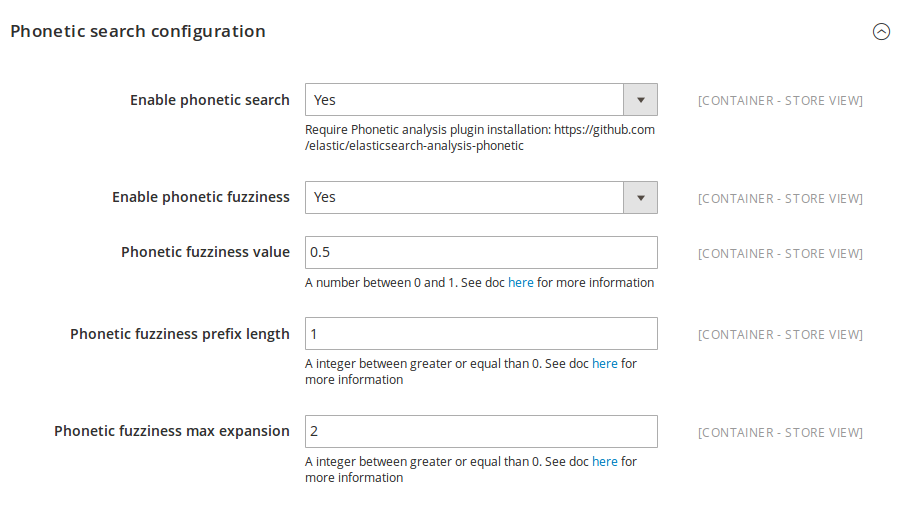 Phonetic search configuration
Enable phonetic search Yes [CONTAINER - STORE VIEW]
Require Phonetic analysis plugin installation: https://github.com
/elastic/elasticsearch-analysis-phonetic
Enable phonetic fuzziness Yes [CONTAINER - STORE VIEW]
Phonetic fuzziness value 0.5 [CONTAINER - STORE VIEW]
A number between 0 and 1. See doc here for more information
Phonetic fuzziness prefix length 1 [CONTAINER - STORE VIEW]
A integer between greater or equal than 0. See doc here for
more information
Phonetic fuzziness max expansion 2 [CONTAINER - STORE VIEW]
A integer between greater or equal than 0. See doc here for
more information